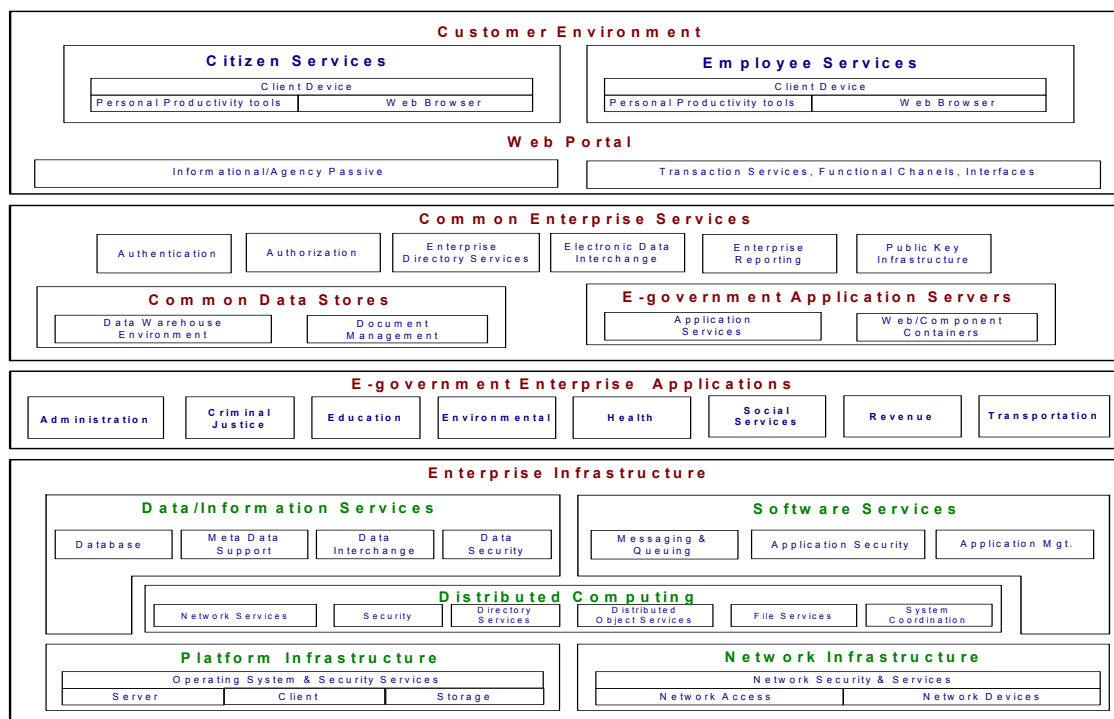 Customer Environment
Citizen Services
Client Device
Personal Productivity tools
Web Browser
Employee Services
Client Device
Personal Productivity tools
Web Browser
Web Portal
Informational/Agency Passive
Transaction Services, Functional Chanels, Interfaces
Common Enterprise Services
Authentication
Authorization
Enterprise
Directory Services
Electronic Data
Interchange
Enterprise
Reporting
Public Key
Infrastructure
Common Data Stores
Data Warehouse
Environment
Document
Management
E-government Application Servers
Application
Services
Web/Component
Containers
E-government Enterprise Applications
Administration
Criminal
Justice
Education
Environmental
Health
Social
Services
Revenue
Transportation
Enterprise Infrastructure
Data/Information Services
Database
Meta Data
Support
Data
Interchange
Data
Security
Software Services
Messaging &
Queuing
Application Security
Application Mgt.
Distributed Computing
Network Services
Security
Directory
Services
Distributed
Object Services
File Services
System
Coordination
Platform Infrastructure
Operating System & Security Services
Server
Client
Storage
Network Infrastructure
Network Security & Services
Network Access
Network Devices